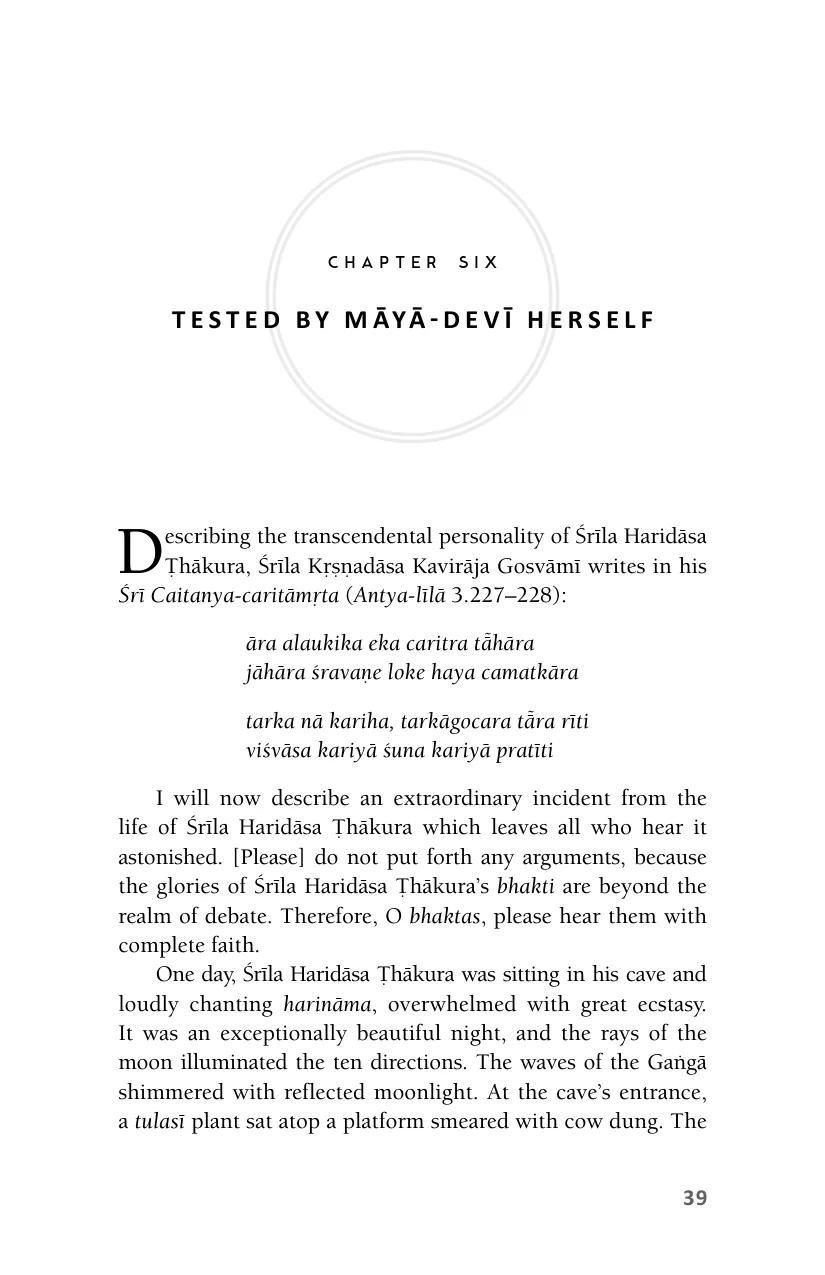 CHAPTER SIX
TESTED BY MĀYĀ-DEVĪ HERSELF
Describing the transcendental personality of Śrīla Haridāsa
Ṭhākura, Śrīla Kṛṣṇadāsa Kavirāja Gosvāmī writes in his
Śrī Caitanya-caritāmṛta (Antya-līlā 3.227–228):
āra alaukika eka caritra tā̃hāra
jāhāra śravaṇe loke haya camatkāra
tarka nā kariha, tarkāgocara tā̃ra rīti
viśvāsa kariyā śuna kariyā pratīti
I will now describe an extraordinary incident from the
life of Śrīla Haridāsa Ṭhākura which leaves all who hear it
astonished. [Please] do not put forth any arguments, because
the glories of Śrīla Haridāsa Ṭhākura’s bhakti are beyond the
realm of debate. Therefore, O bhaktas, please hear them with
complete faith.
One day, Śrīla Haridāsa Ṭhākura was sitting in his cave and
loudly chanting harināma, overwhelmed with great ecstasy.
It was an exceptionally beautiful night, and the rays of the
moon illuminated the ten directions. The waves of the Gaṅgā
shimmered with reflected moonlight. At the cave’s entrance,
a tulasī plant sat atop a platform smeared with cow dung. The
39